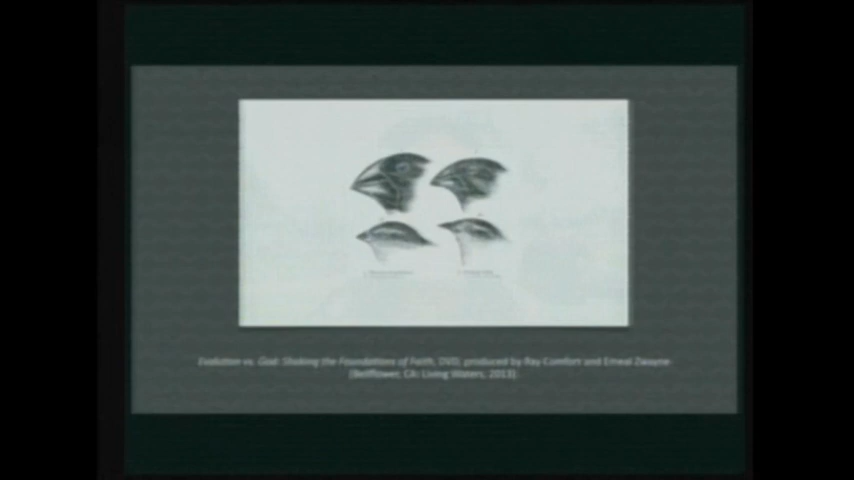 Evolution vs. God: Shaking the Foundations of Faith, DVD, produced by Ray Comfort and Emeal Zwayne
(Bellflower, CA: Living Waters, 2013).